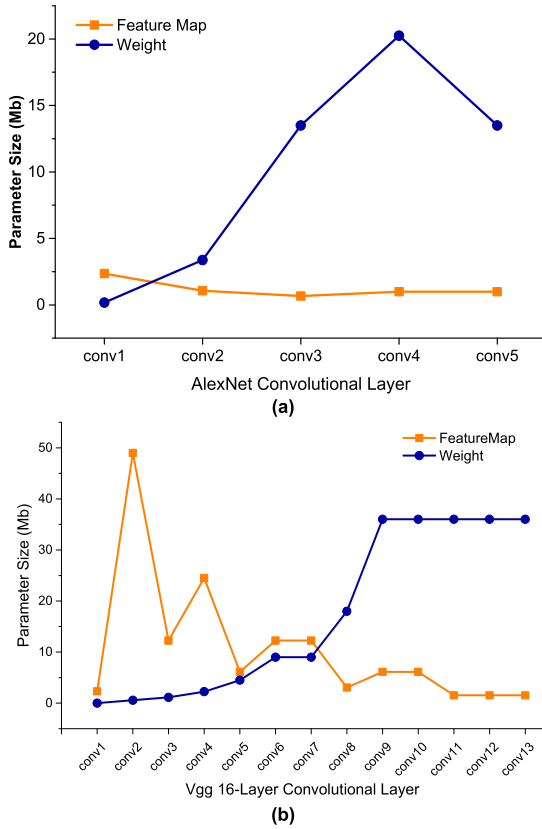 Feature Map
Weight
20
15
10
5
0
Parameter Size (Mb)
conv1 conv2 conv3 conv4 conv5
AlexNet Convolutional Layer
(a)
FeatureMap
Weight
50
40
30
20
10
0
Parameter Size (Mb)
conv1 conv2 conv3 conv4 conv5 conv6 conv7 conv8 conv9 conv10 conv11 conv12 conv13
Vgg 16-Layer Convolutional Layer
(b)